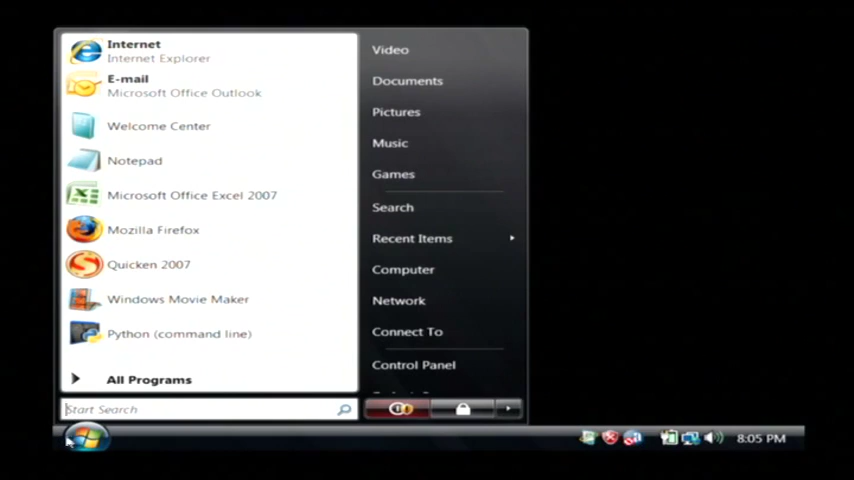 Internet
Internet Explorer
E-mail
Microsoft Office Outlook
Welcome Center
Notepad
Microsoft Office Excel 2007
Mozilla Firefox
Quicken 2007
Windows Movie Maker
Python (command line)
All Programs
Start Search
Video
Documents
Pictures
Music
Games
Search
Recent Items
Computer
Network
Connect To
Control Panel
8:05 PM